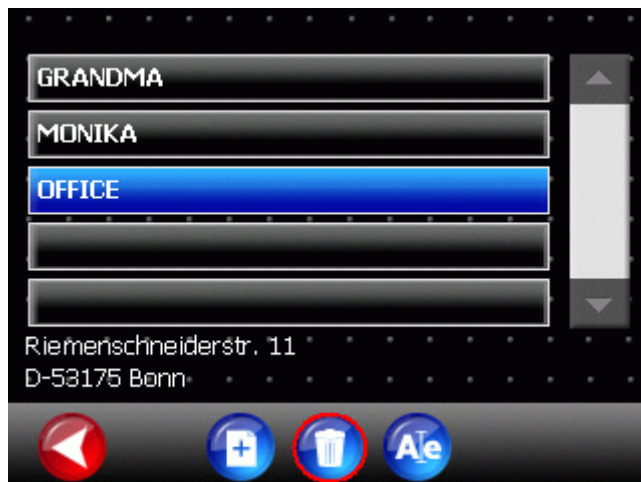 GRANDMA
MONIKA
OFFICE
Riemenschneiderstr. 11
D-53175 Bonn
A e